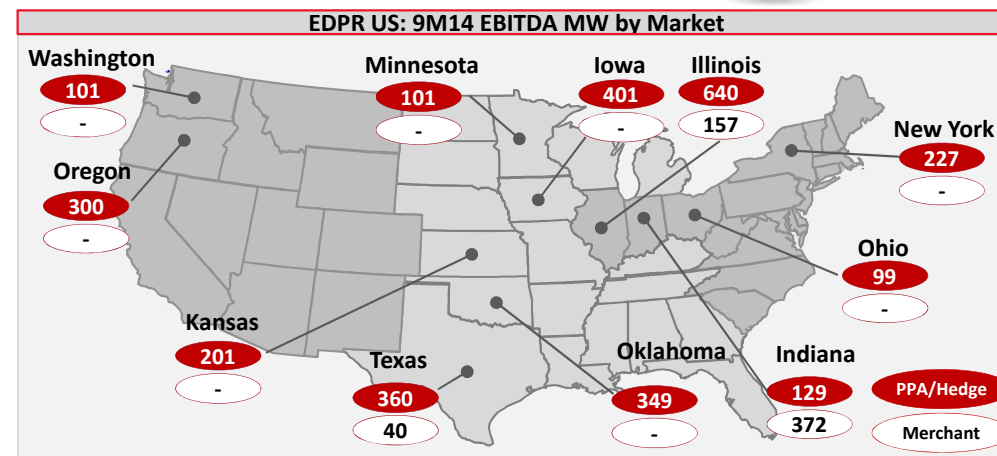 EDPR US: 9M14 EBITDA MW by Market
Washington
101
-
Minnesota
101
-
Iowa
401
-
Illinois
640
157
New York
227
-
Oregon
300
-
Ohio
99
-
Kansas
201
-
Texas
360
40
Oklahoma
349
-
Indiana
129
372
PPA/Hedge
Merchant